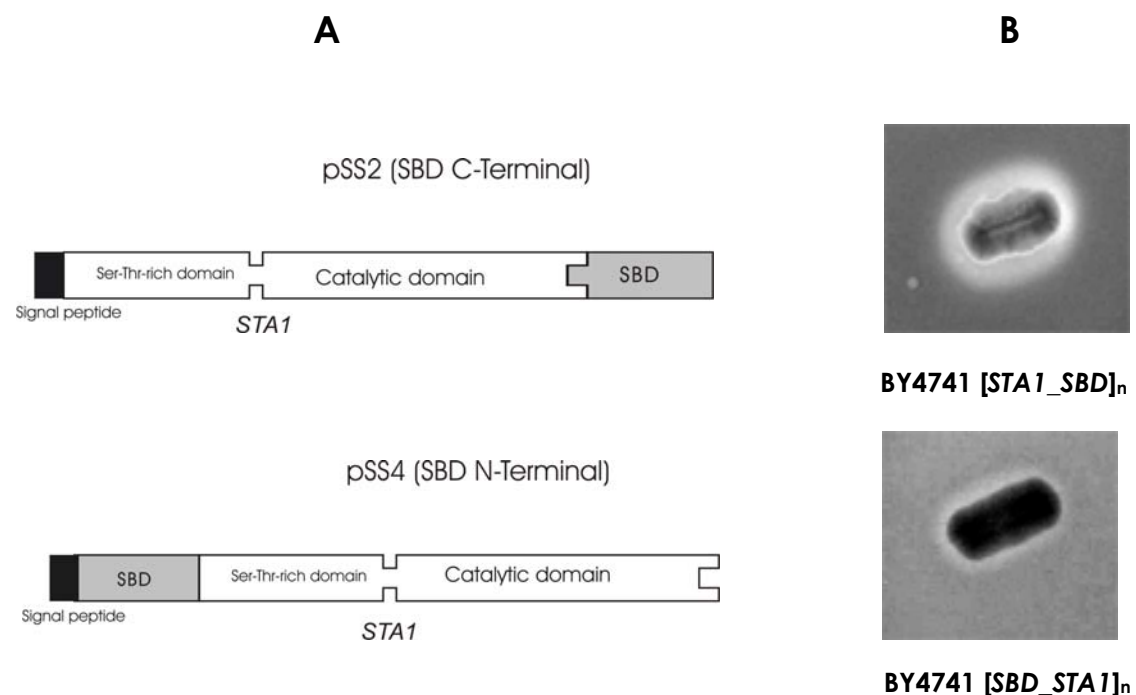 A
B
pSS2 (SBD C-Terminal)
Ser-Thr-rich domain
Catalytic domain
SBD
Signal peptide
STA1
BY4741 [STA1_SBD]n
pSS4 (SBD N-Terminal)
SBD
Ser-Thr-rich domain
Catalytic domain
Signal peptide
STA1
BY4741 [SBD_STA1]n